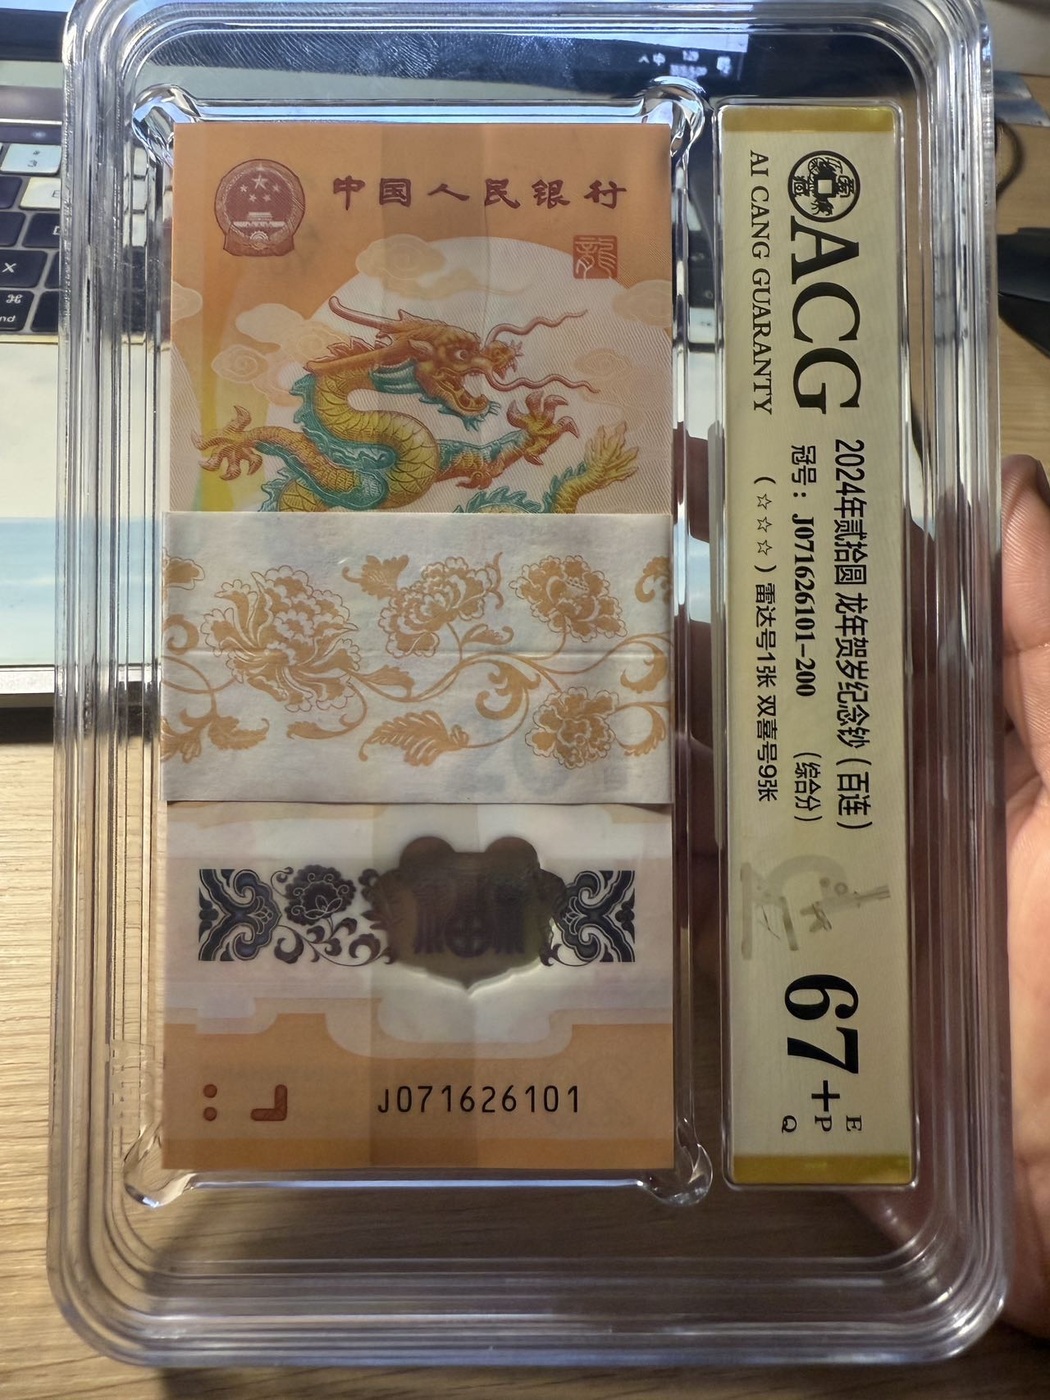 中国人民银行
龍
J071626101
ACG
AI CANG GUARANTY
2024年贰拾圆 龙年贺岁纪念钞（百连）
冠号：J071626101-200 （综合分）
（☆☆☆）雷达号1张 双喜号9张
67+
E
P
Q
3
X
⌘